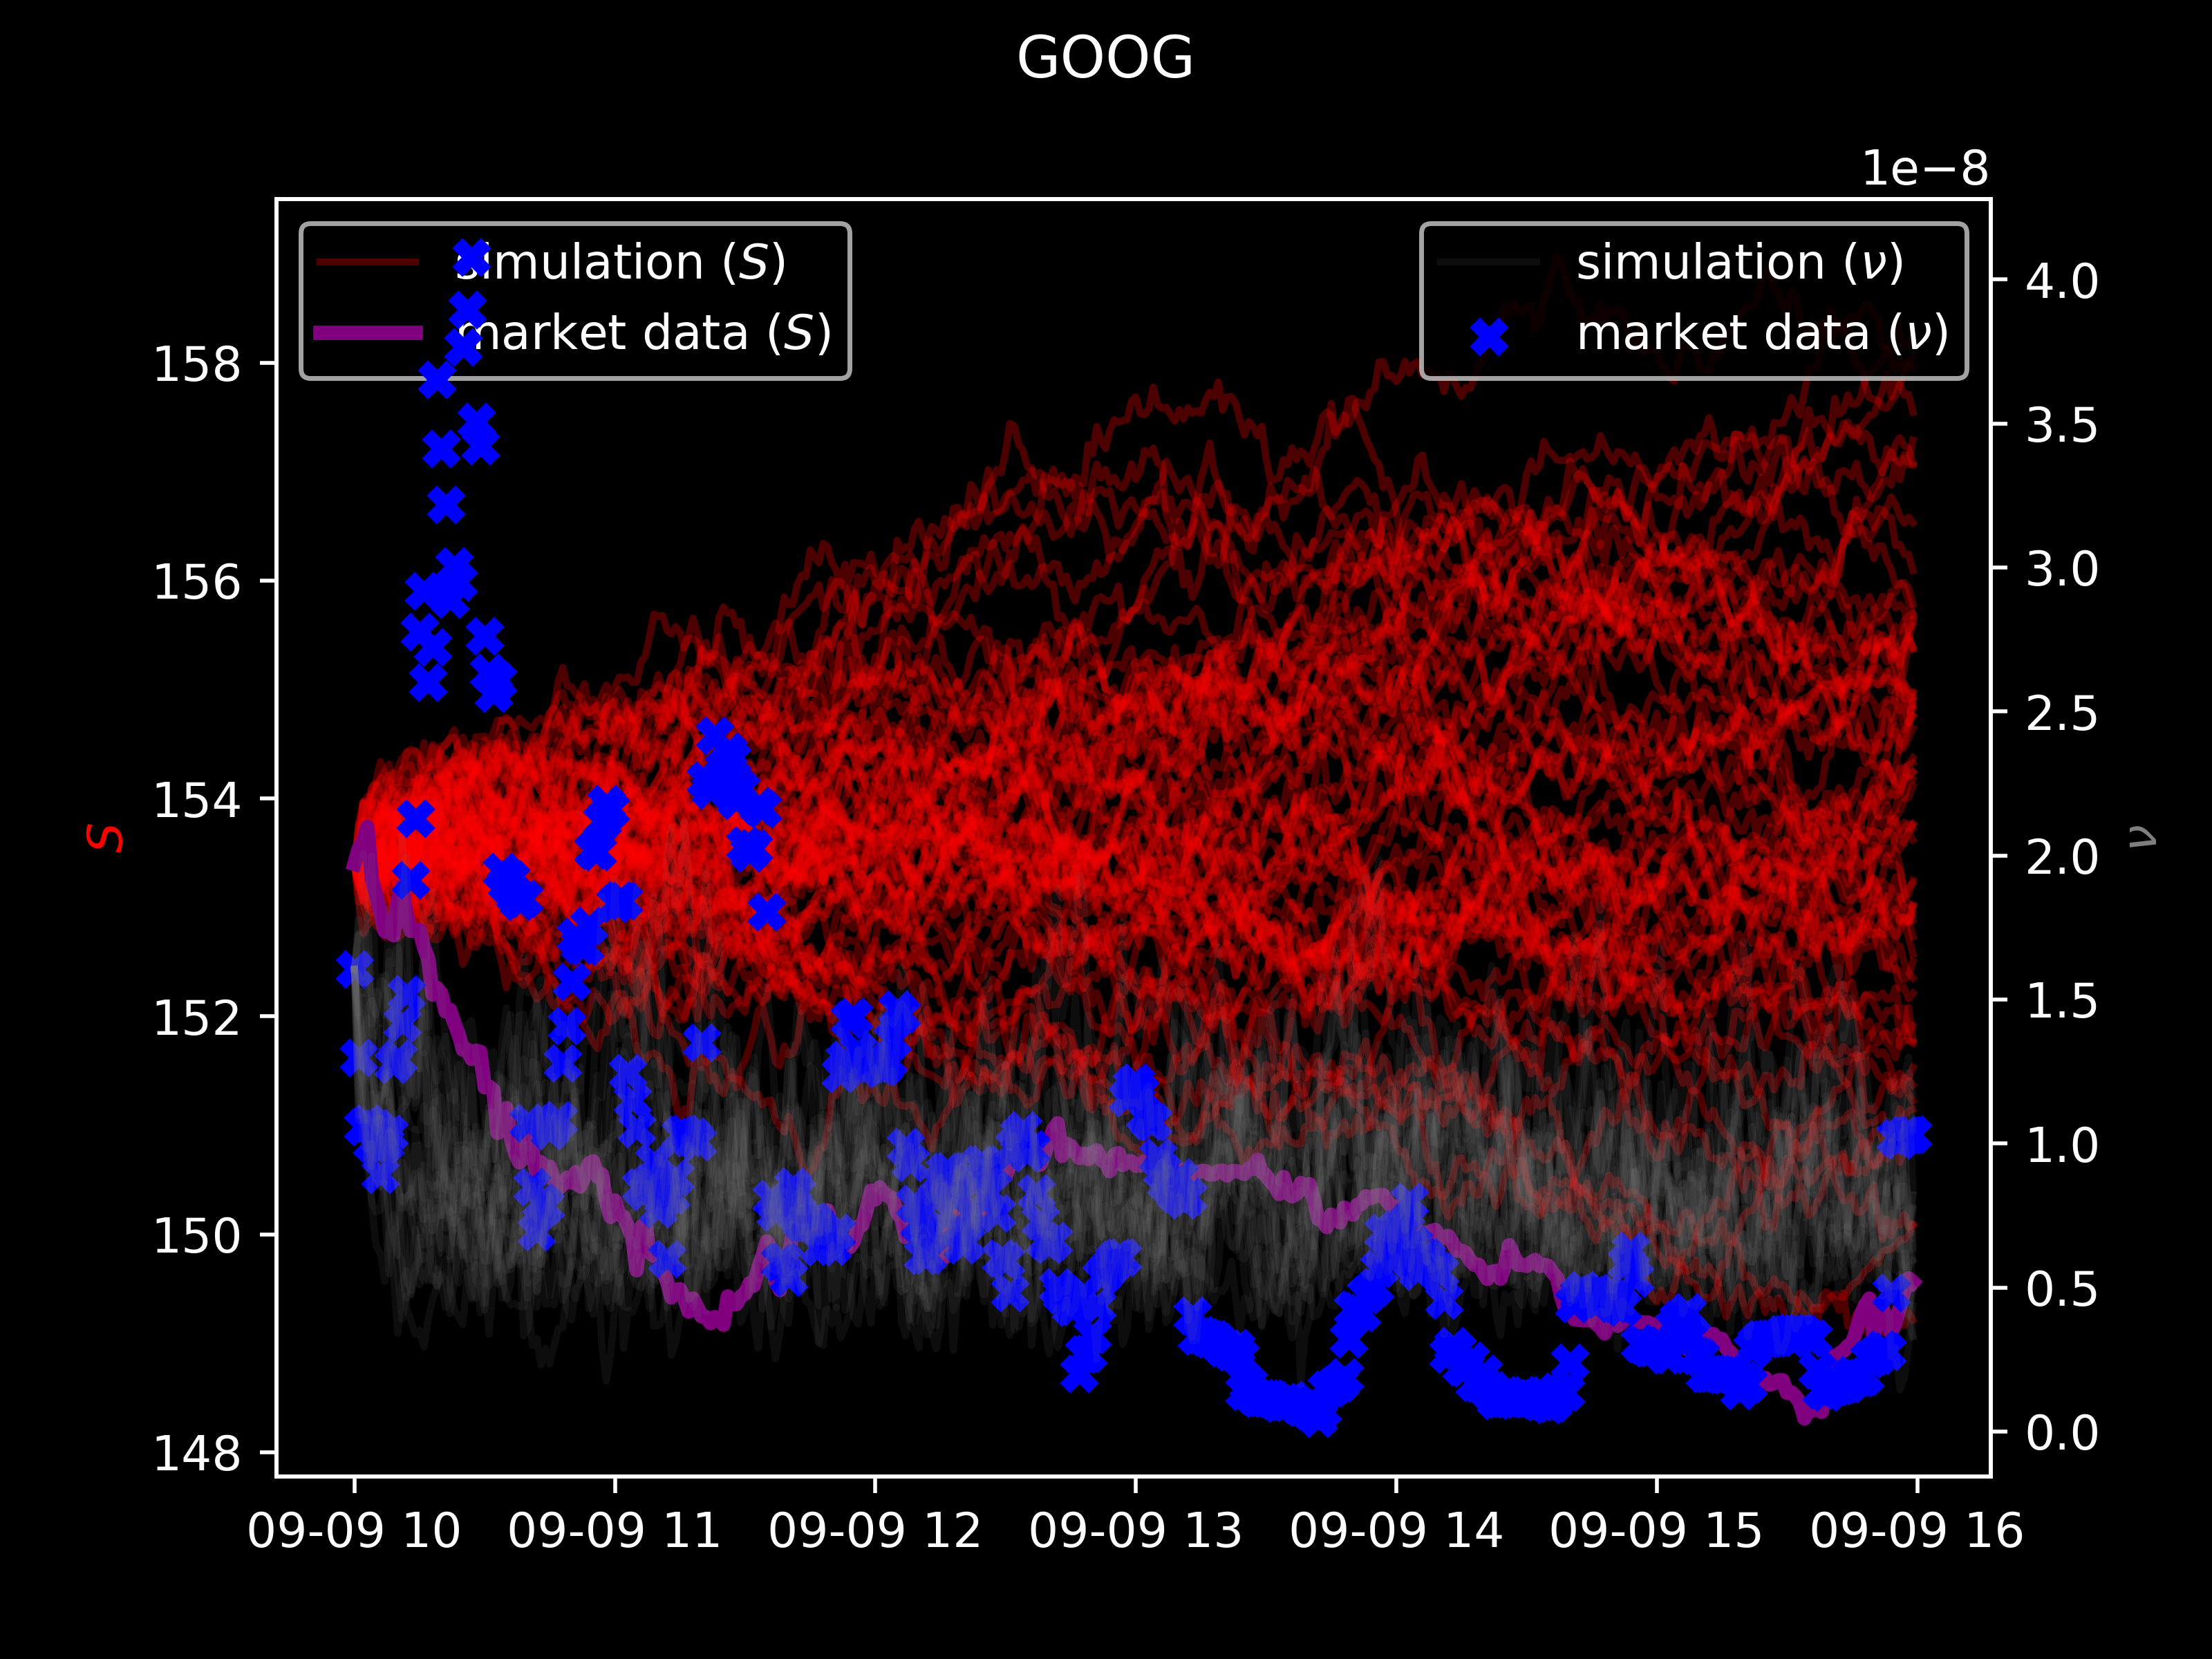 GOOG
1e−8
simulation (S)
market data (S)
simulation (ν)
market data (ν)
158
156
154
152
150
148
S
4.0
3.5
3.0
2.5
2.0
1.5
1.0
0.5
0.0
ν
09-09 10 09-09 11 09-09 12 09-09 13 09-09 14 09-09 15 09-09 16